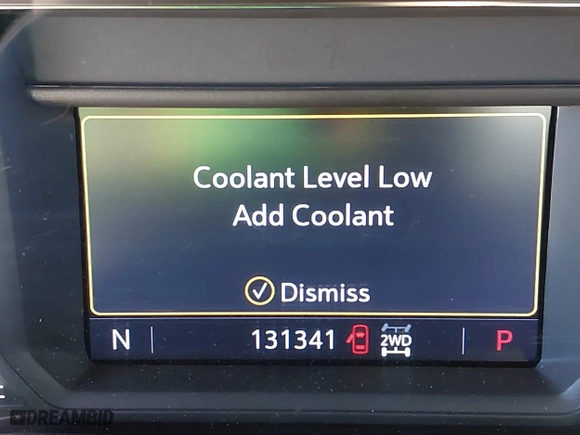 Coolant Level Low
Add Coolant
Dismiss
N 131341 2WD P
DREAMBID